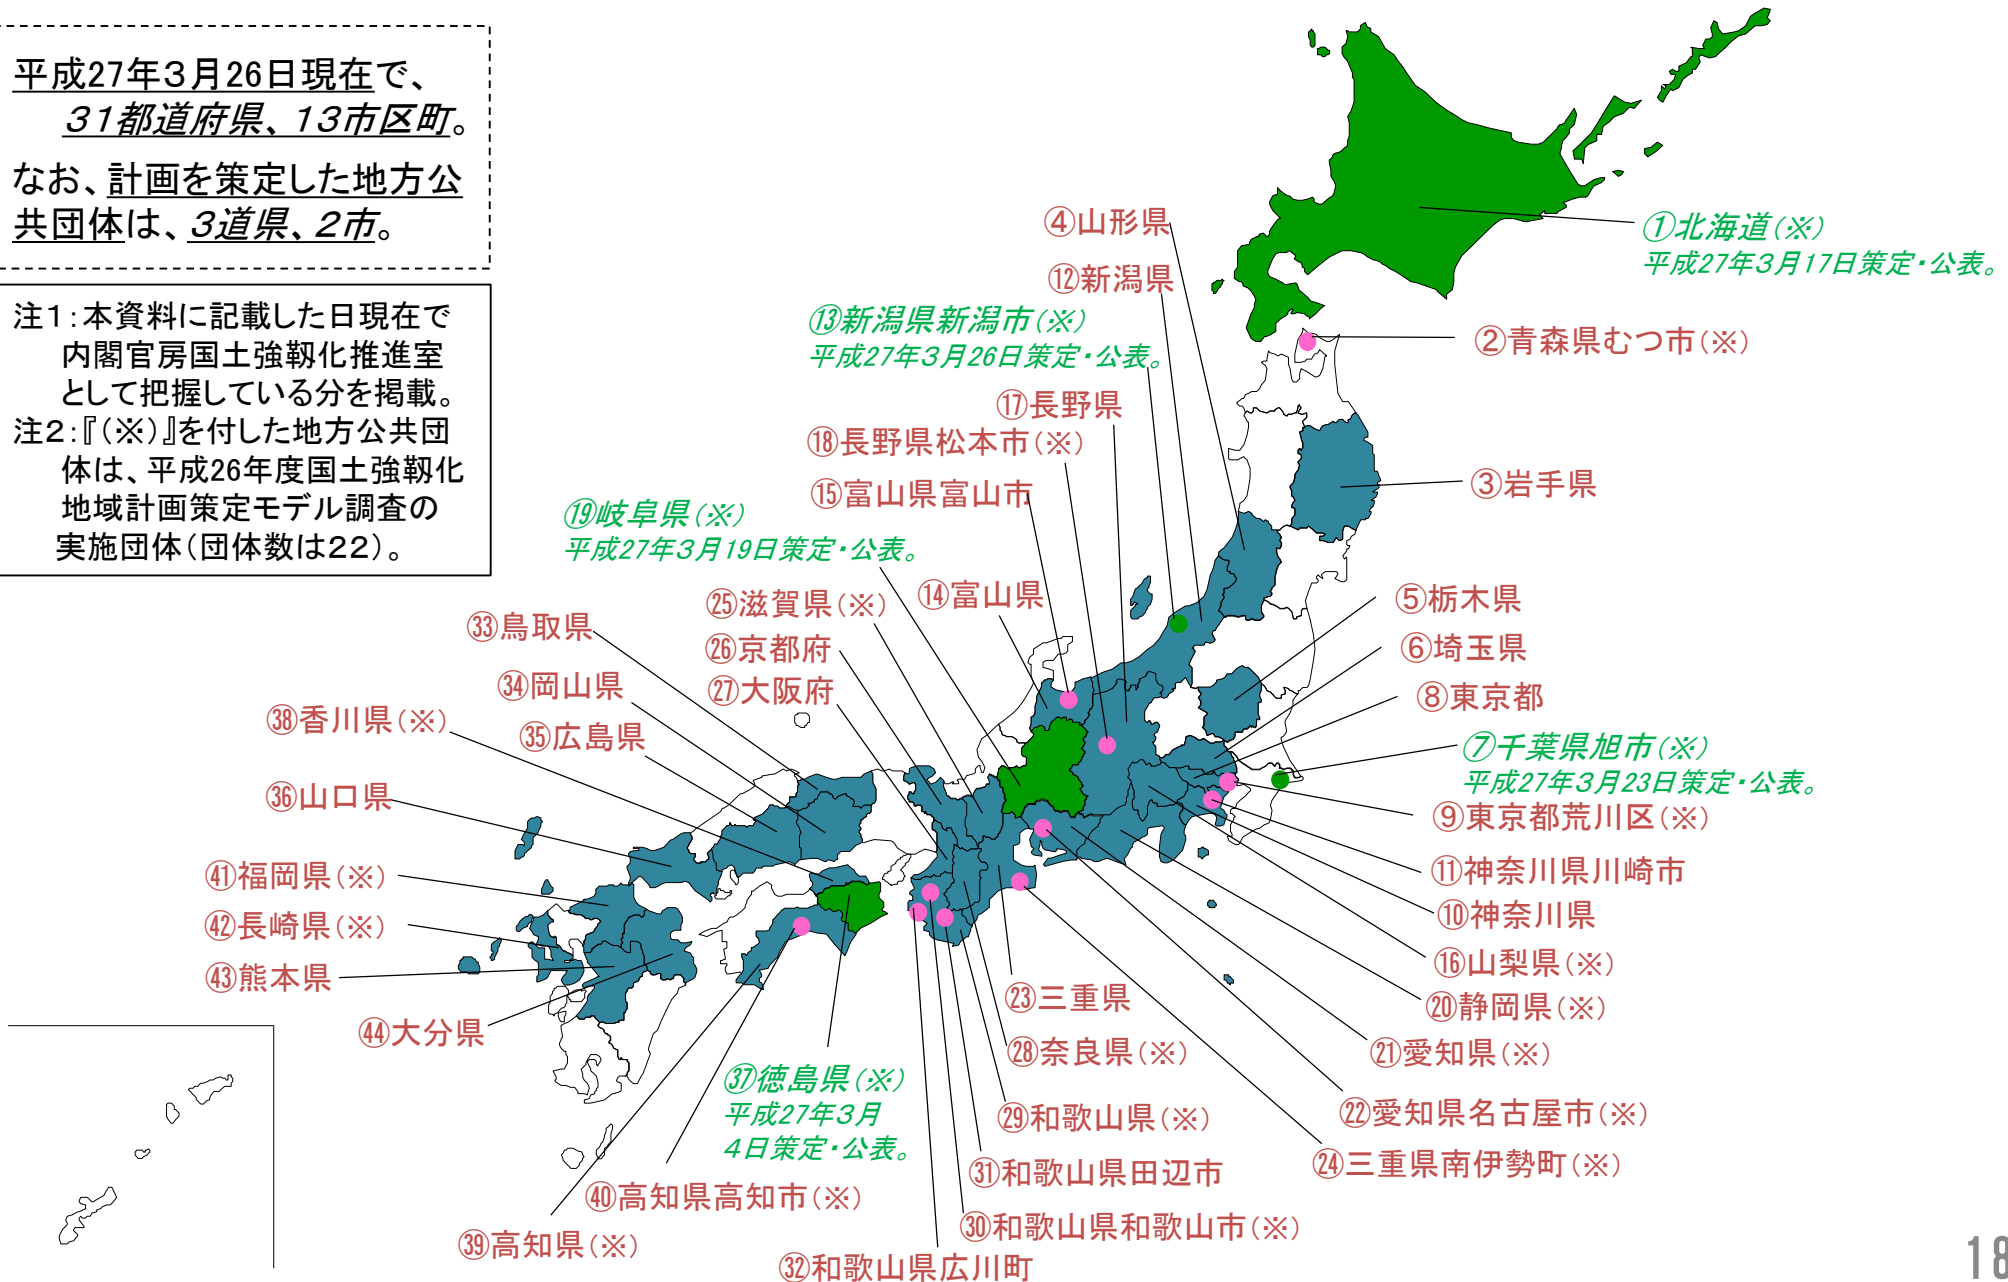 平成27年３月26日現在で、
31都道府県、13市区町。
なお、計画を策定した地方公
共団体は、3道県、2市。
注１：本資料に記載した日現在で
内閣官房国土強靱化推進室
として把握している分を掲載。
注２：『（※）』を付した地方公共団
体は、平成26年度国土強靱化
地域計画策定モデル調査の
実施団体（団体数は２２）。
①北海道（※）
平成27年３月17日策定・公表。
②青森県むつ市（※）
③岩手県
④山形県
⑤栃木県
⑥埼玉県
⑦千葉県旭市（※）
平成27年３月23日策定・公表。
⑧東京都
⑨東京都荒川区（※）
⑩神奈川県
⑪神奈川県川崎市
⑫新潟県
⑬新潟県新潟市（※）
平成27年３月26日策定・公表。
⑭富山県
⑮富山県富山市
⑯山梨県（※）
⑰長野県
⑱長野県松本市（※）
⑲岐阜県（※）
平成27年３月19日策定・公表。
⑳静岡県（※）
㉑愛知県（※）
㉒愛知県名古屋市（※）
㉓三重県
㉔三重県南伊勢町（※）
㉕滋賀県（※）
㉖京都府
㉗大阪府
㉘奈良県（※）
㉙和歌山県（※）
㉚和歌山県和歌山市（※）
㉛和歌山県田辺市
㉜和歌山県広川町
㉝鳥取県
㉞岡山県
㉟広島県
㊱山口県
㊲徳島県（※）
平成27年３月
４日策定・公表。
㊳香川県（※）
㊴高知県（※）
㊵高知県高知市（※）
㊶福岡県（※）
㊷長崎県（※）
㊸熊本県
㊹大分県
18